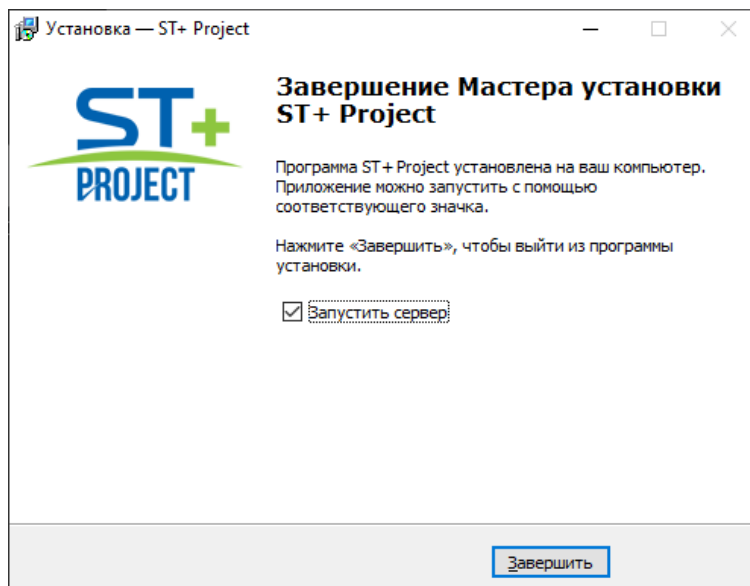 Установка — ST+ Project
ST+
PROJECT
Завершение Мастера установки
ST+ Project
Программа ST+Project установлена на ваш компьютер.
Приложение можно запустить с помощью
соответствующего значка.
Нажмите «Завершить», чтобы выйти из программы
установки.
Запустить сервер
Завершить